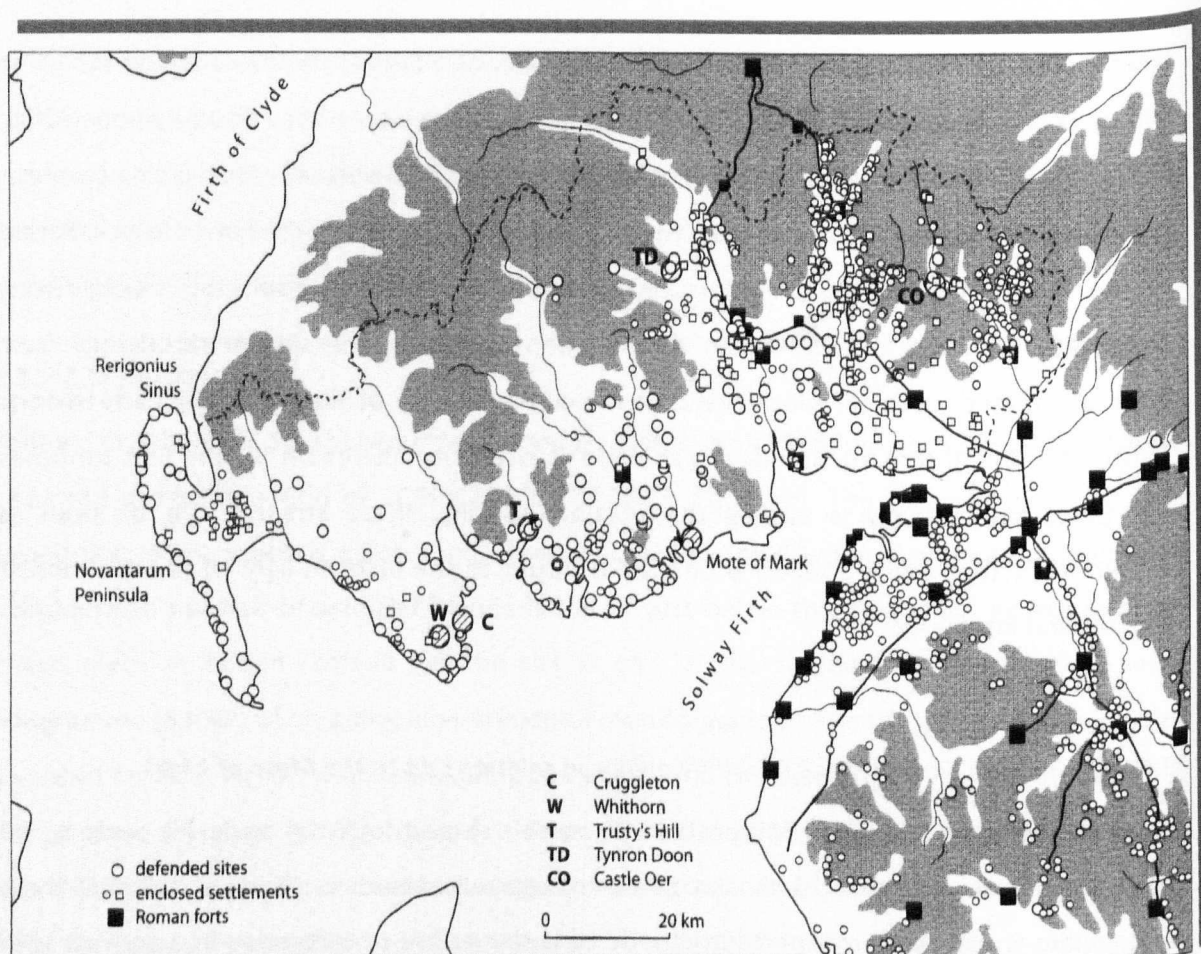 Firth of Clyde
TD
CO
Rerigonius
Sinus
T
Mote of Mark
Novantarum
Peninsula
W
C
Solway Firth
C Cruggleton
W Whithorn
T Trusty's Hill
TD Tynron Doon
CO Castle Oer
defended sites
enclosed settlements
Roman forts
0 20 km